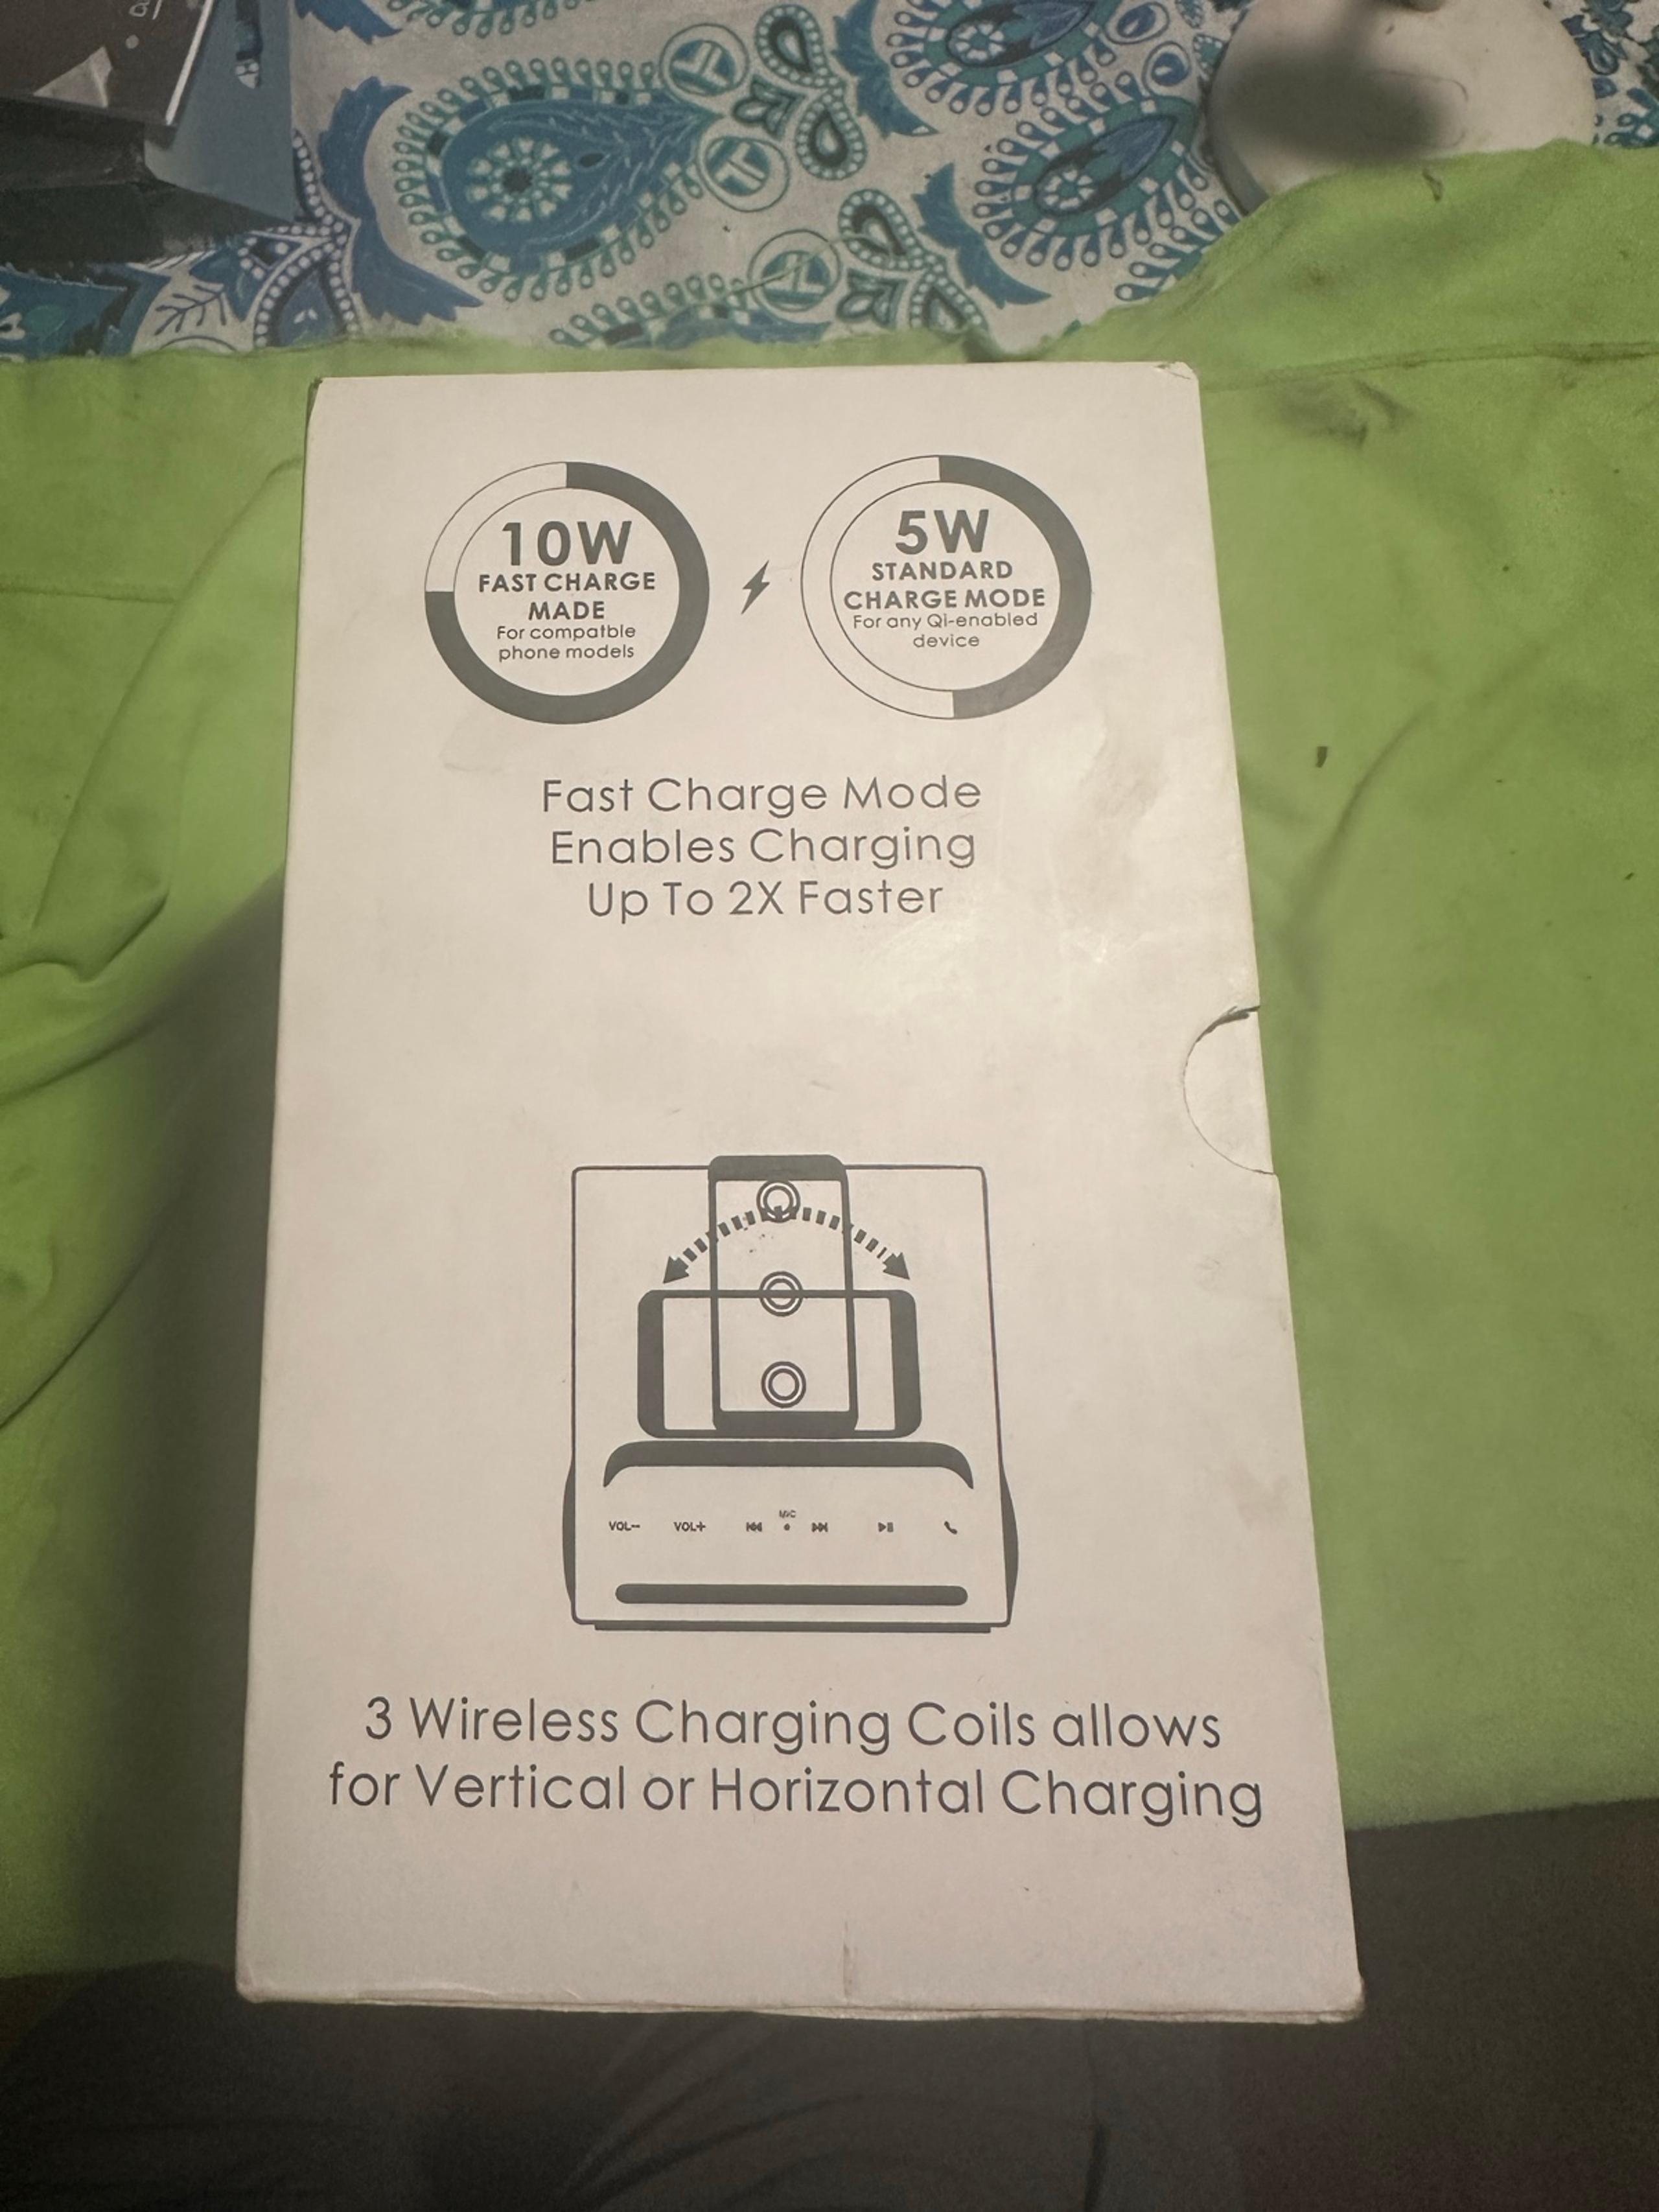 10W
FAST CHARGE
MADE
For compatble
phone models
5W
STANDARD
CHARGE MODE
For any Qi-enabled
device
Fast Charge Mode
Enables Charging
Up To 2X Faster
MIC
VOL- VOL+
3 Wireless Charging Coils allows
for Vertical or Horizontal Charging